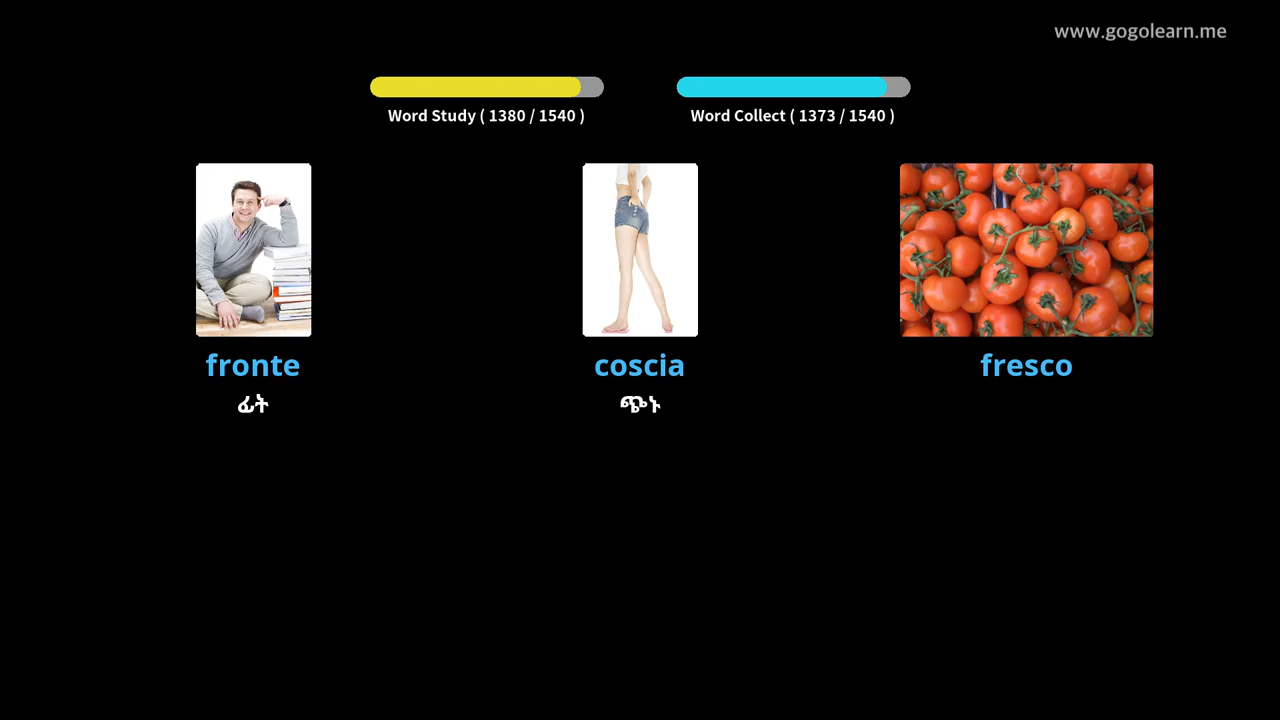 www.gogolearn.me
Word Study ( 1380 / 1540 )
Word Collect ( 1373 / 1540 )
fronte
ፊት
coscia
ጭኑ
fresco